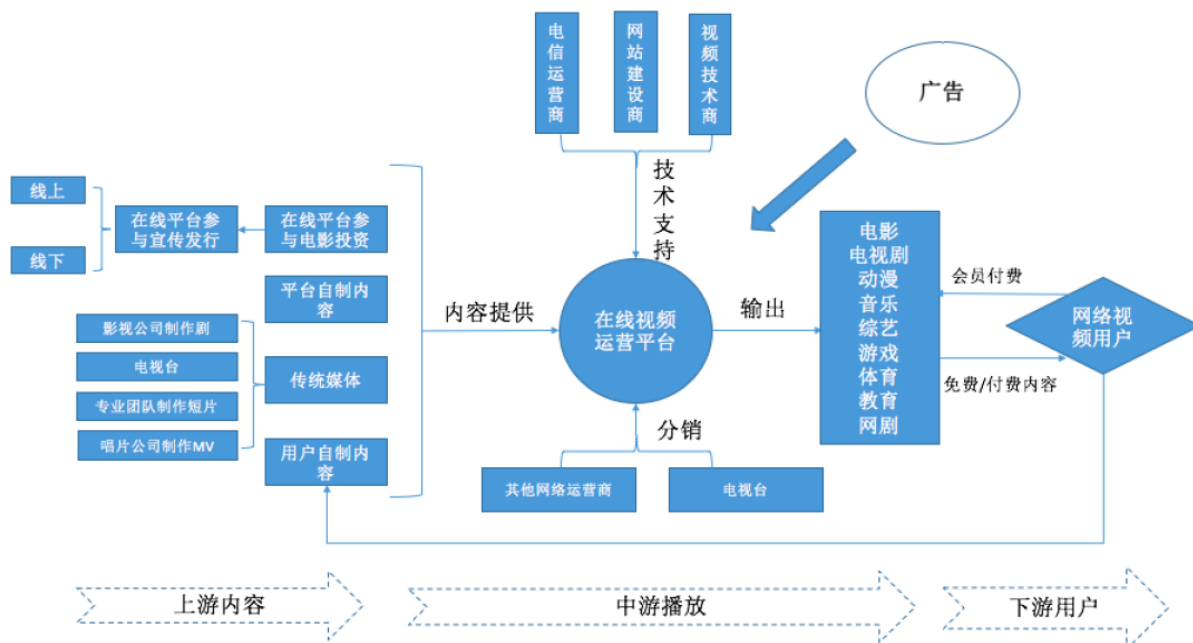 电信运营商
网站建设商
视频技术商
广告
技术支持
线上
线下
在线平台参
与宣传发行
在线平台参
与电影投资
平台自制内
容
影视公司制作剧
电视台
专业团队制作短片
唱片公司制作MV
传统媒体
用户自制内
容
内容提供
在线视频
运营平台
输出
电影
电视剧
动漫
音乐
综艺
游戏
体育
教育
网剧
会员付费
免费/付费内容
网络视
频用户
分销
其他网络运营商
电视台
上游内容
中游播放
下游用户